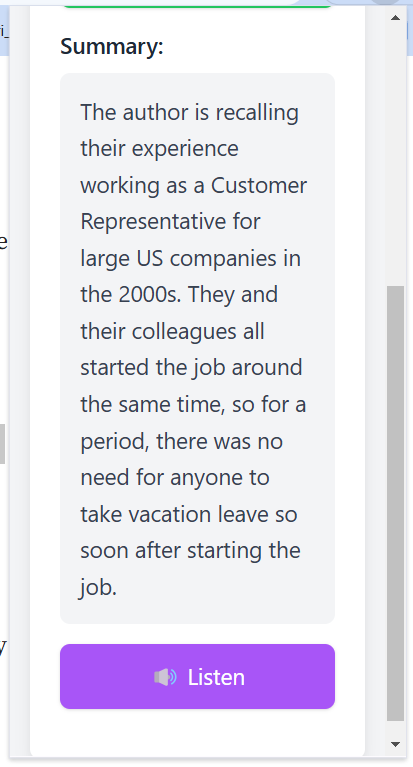 Summary:
The author is recalling
their experience
working as a Customer
Representative for
large US companies in
the 2000s. They and
their colleagues all
started the job around
the same time, so for a
period, there was no
need for anyone to
take vacation leave so
soon after starting the
job.
Listen